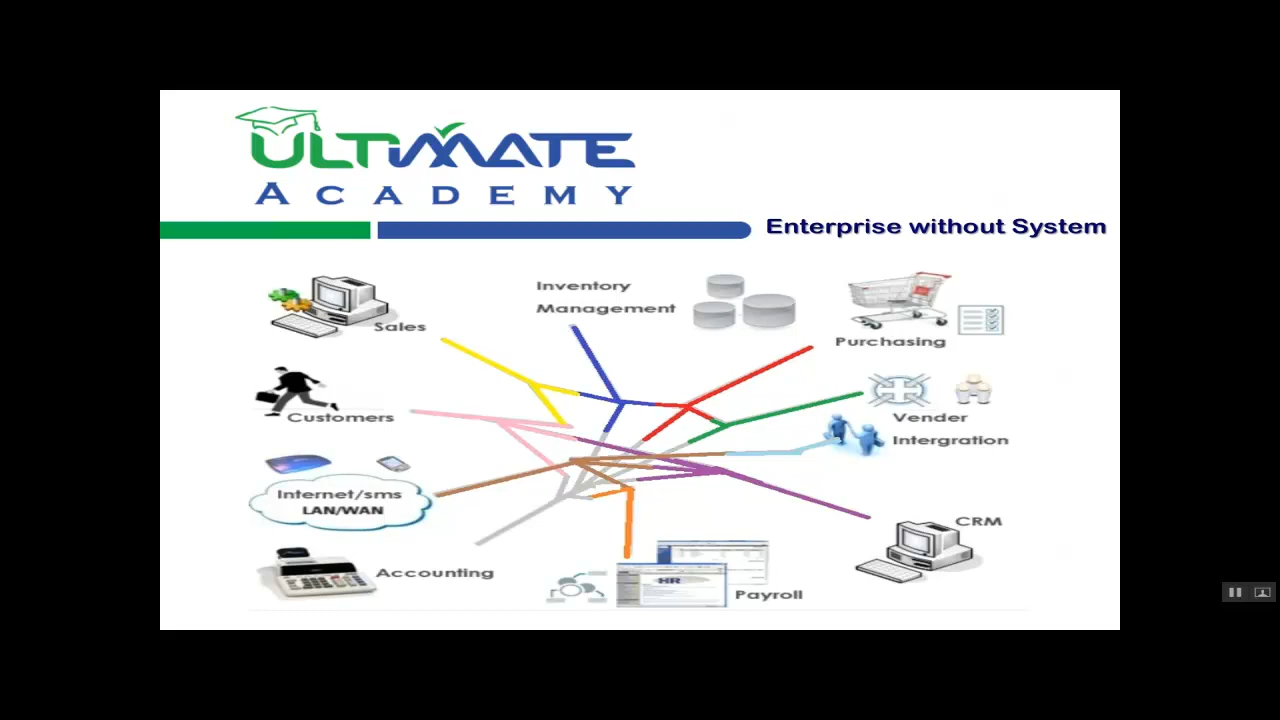 ULTIMATE
ACADEMY
Enterprise without System
Inventory
Management
Sales
Purchasing
Customers
Vender
Intergration
Internet/sms
LAN/WAN
CRM
Accounting
HR
Payroll